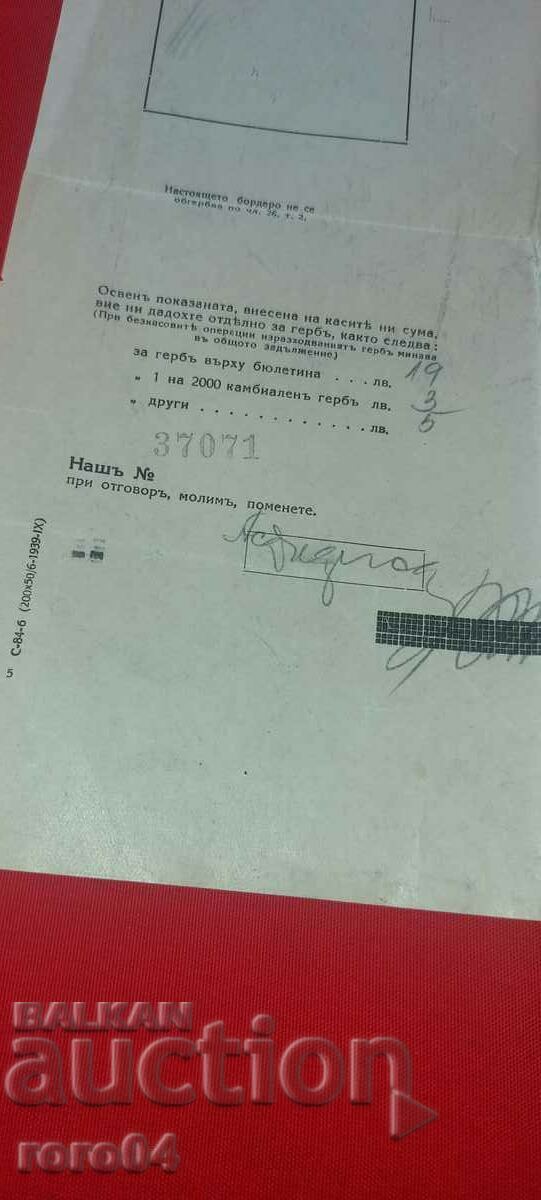 Настоящето бордеро не се
обгербва по чл. 26, т. 2.
Освенъ показаната, внесена на каситѣ ни сума,
вие ни дадохте отдѣлно за гербъ, както следва:
(При безкасовитѣ операции изразходваниятъ гербъ минава
въ общото задължение)
за гербъ върху бюлетина . . . лв. 19
„ 1 на 2000 камбиаленъ гербъ лв. 3
„ други . . . . . . . . . . . . . лв. 5
37071
Нашъ №
при отговоръ, молимъ, поменете.
С-84-б (200x50/6-1939-IX)
5
BALKAN
auction
roro04